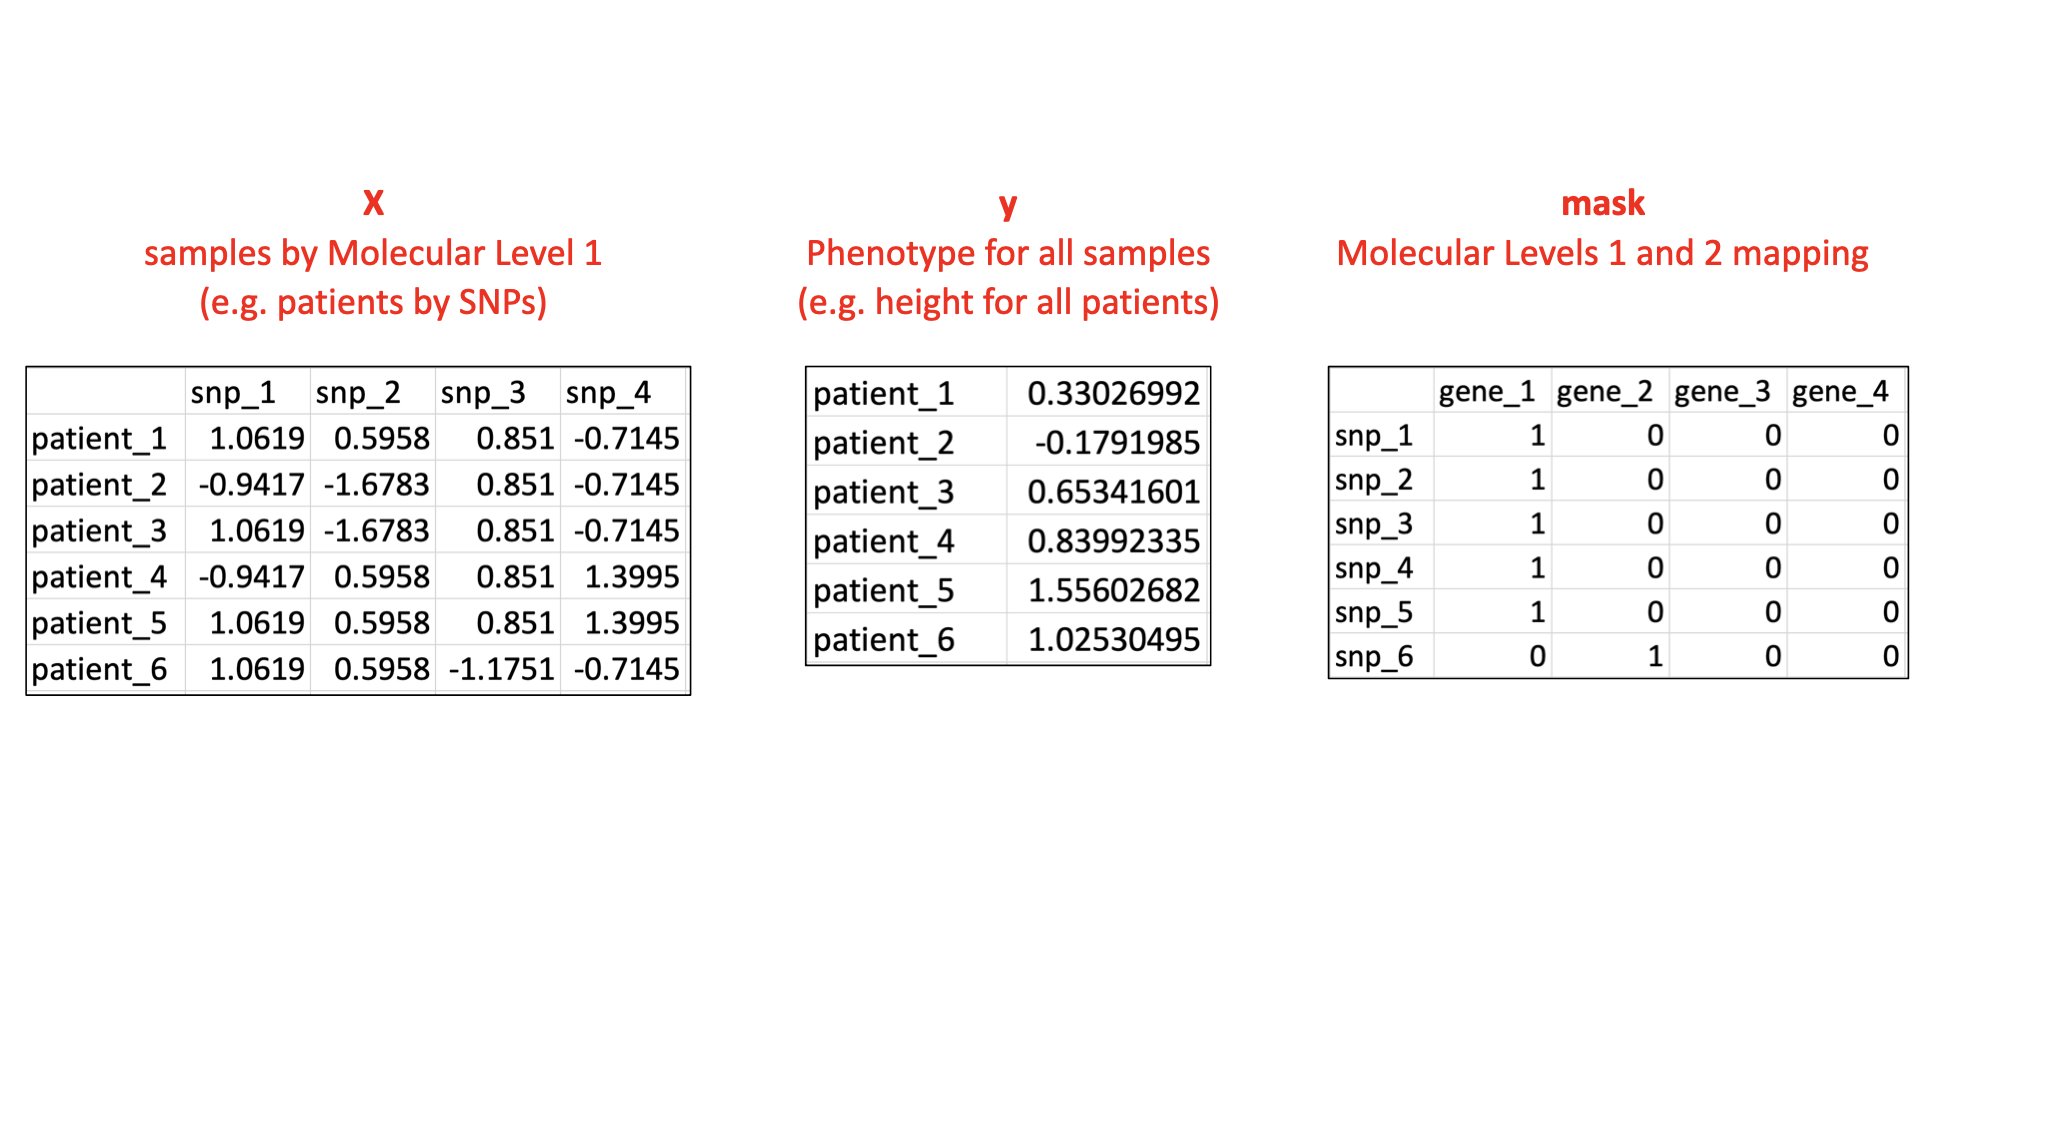 X
samples by Molecular Level 1
(e.g. patients by SNPs)
snp_1 snp_2 snp_3 snp_4
patient_1 1.0619 0.5958 0.851 -0.7145
patient_2 -0.9417 -1.6783 0.851 -0.7145
patient_3 1.0619 -1.6783 0.851 -0.7145
patient_4 -0.9417 0.5958 0.851 1.3995
patient_5 1.0619 0.5958 0.851 1.3995
patient_6 1.0619 0.5958 -1.1751 -0.7145
y
Phenotype for all samples
(e.g. height for all patients)
patient_1 0.33026992
patient_2 -0.1791985
patient_3 0.65341601
patient_4 0.83992335
patient_5 1.55602682
patient_6 1.02530495
mask
Molecular Levels 1 and 2 mapping
gene_1 gene_2 gene_3 gene_4
snp_1 1 0 0 0
snp_2 1 0 0 0
snp_3 1 0 0 0
snp_4 1 0 0 0
snp_5 1 0 0 0
snp_6 0 1 0 0